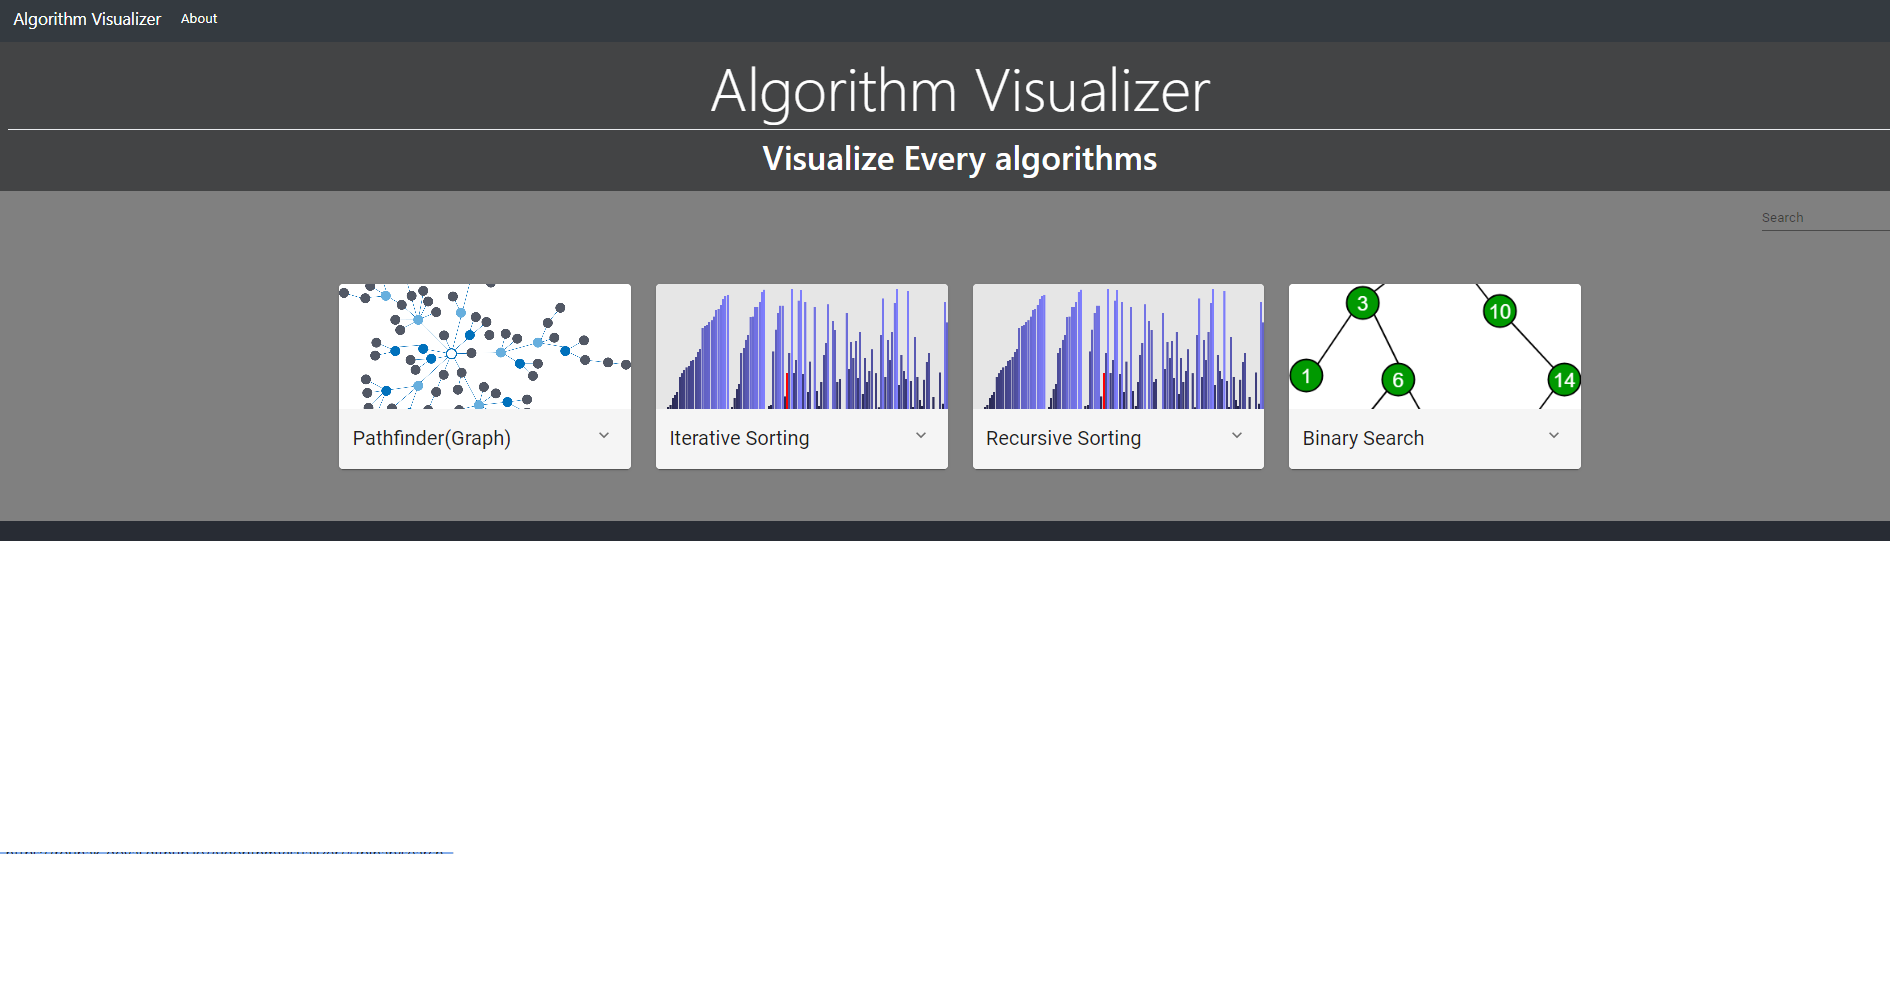 Algorithm Visualizer About
Algorithm Visualizer
Visualize Every algorithms
Search
3
10
1
6
14
Pathfinder(Graph)
Iterative Sorting
Recursive Sorting
Binary Search